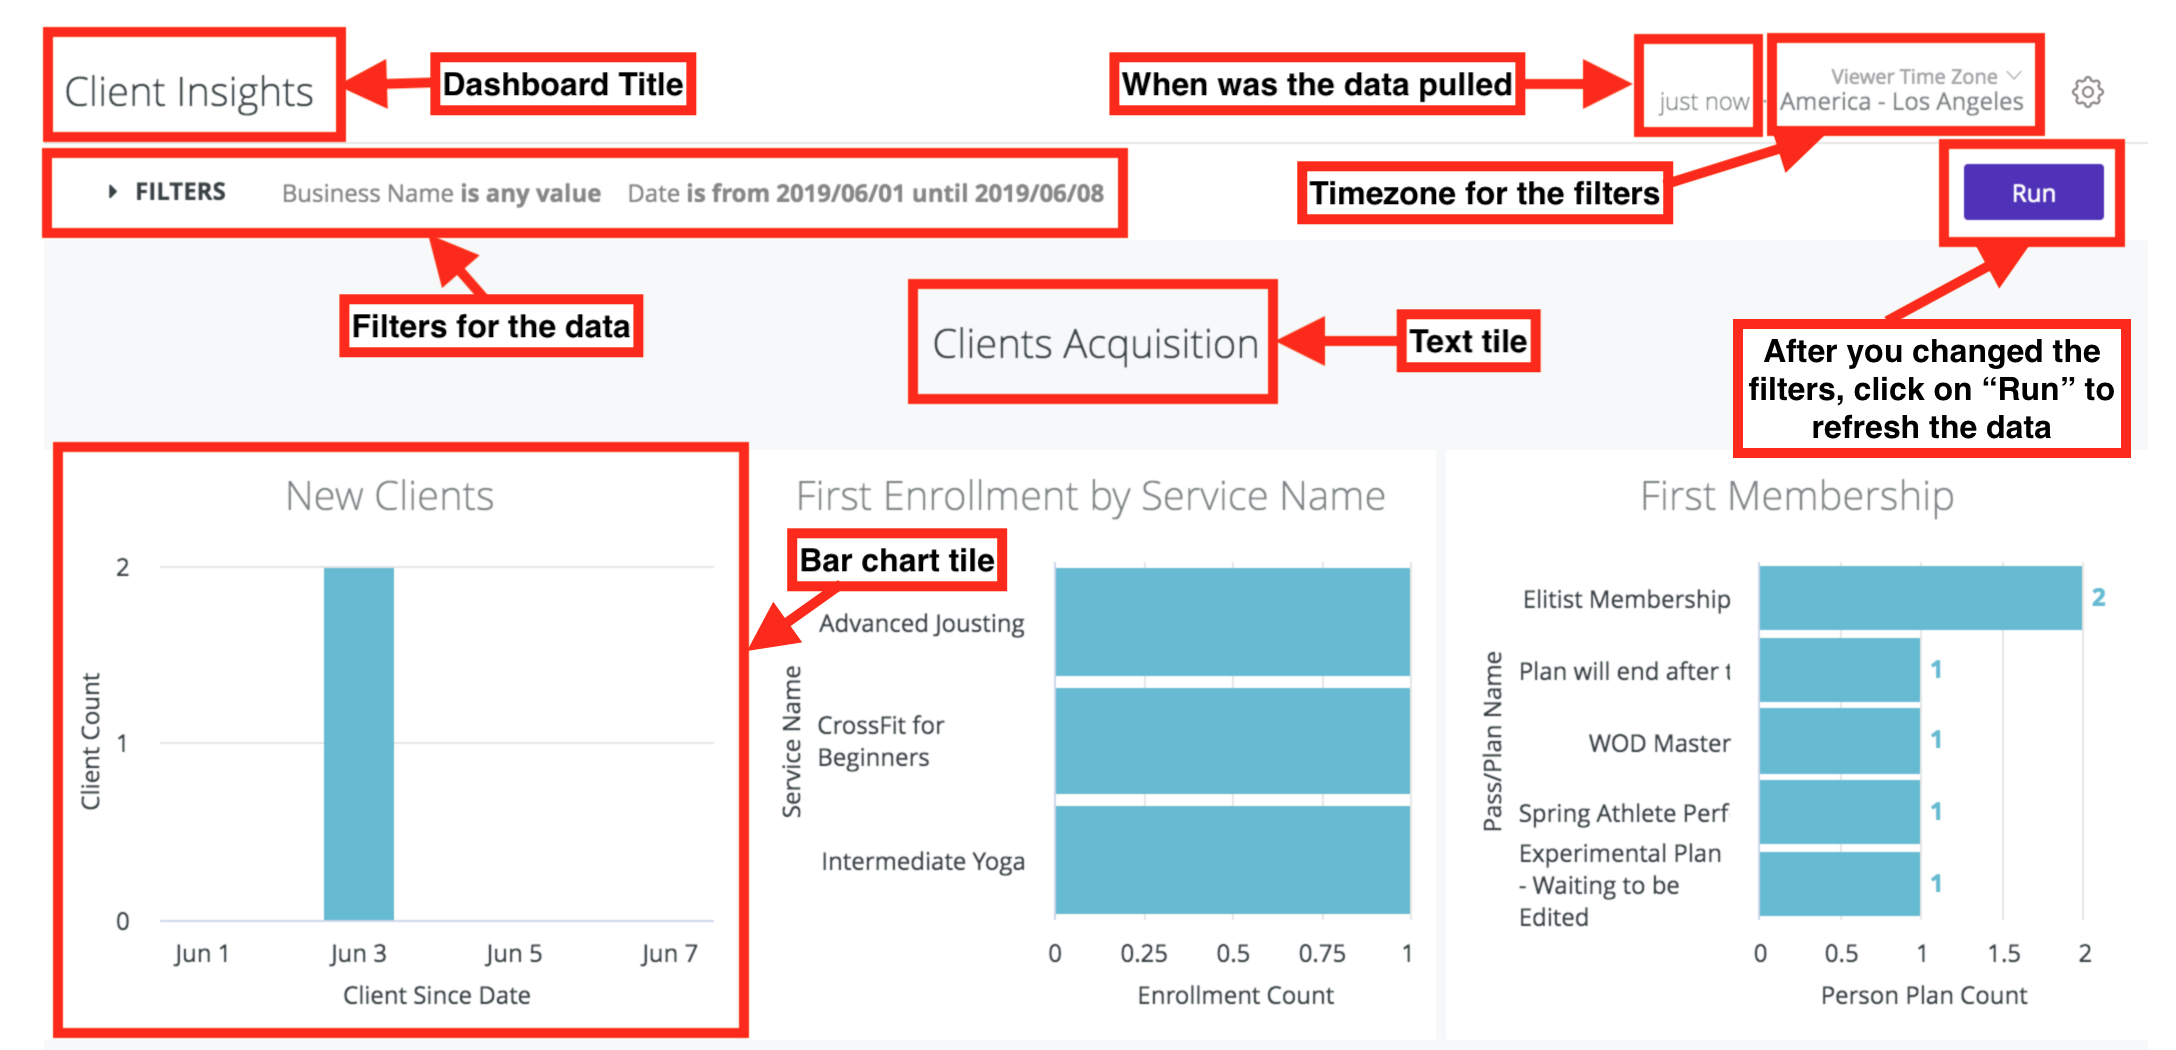 Client Insights
Dashboard Title
When was the data pulled
just now ·
Viewer Time Zone
America - Los Angeles
FILTERS
Business Name is any value
Date is from 2019/06/01 until 2019/06/08
Timezone for the filters
Run
Filters for the data
Clients Acquisition
Text tile
After you changed the
filters, click on “Run” to
refresh the data
New Clients
2
1
0
Client Count
Jun 1
Jun 3
Jun 5
Jun 7
Client Since Date
Bar chart tile
First Enrollment by Service Name
Service Name
Advanced Jousting
CrossFit for
Beginners
Intermediate Yoga
0
0.25
0.5
0.75
1
Enrollment Count
First Membership
Pass/Plan Name
Elitist Membership
2
Plan will end after t
1
WOD Master
1
Spring Athlete Perf
1
Experimental Plan
- Waiting to be
Edited
1
0
0.5
1
1.5
2
Person Plan Count